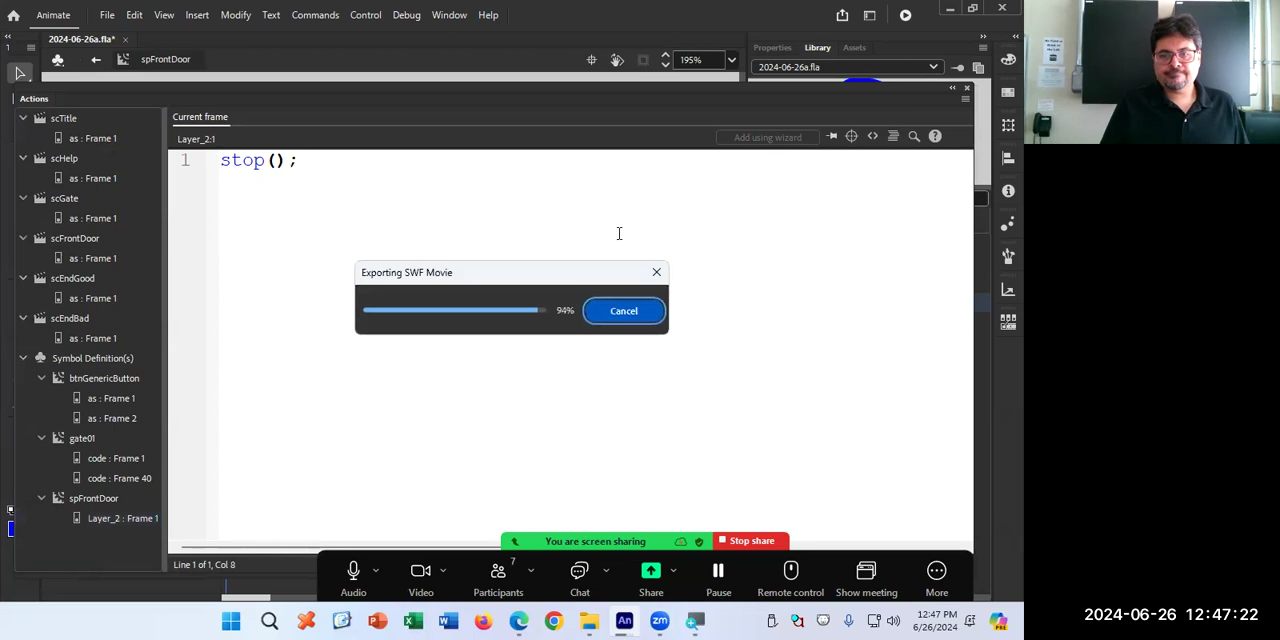 Animate File Edit View Insert Modify Text Commands Control Debug Window Help
2024-06-26a.fla* ×
spFrontDoor 195%
Properties Library Assets
2024-06-26a.fla
Actions
scTitle
as : Frame 1
scHelp
as : Frame 1
scGate
as : Frame 1
scFrontDoor
as : Frame 1
scEndGood
as : Frame 1
scEndBad
as : Frame 1
Symbol Definition(s)
btnGenericButton
as : Frame 1
as : Frame 2
gate01
code : Frame 1
code : Frame 40
spFrontDoor
Layer_2 : Frame 1
Current frame
Layer_2:1 Add using wizard
1 stop();
Exporting SWF Movie
94% Cancel
You are screen sharing Stop share
Line 1 of 1, Col 8
7
Audio Video Participants Chat Share Pause Remote control Show meeting More
12:47 PM
6/26/2024
2024-06-26 12:47:22